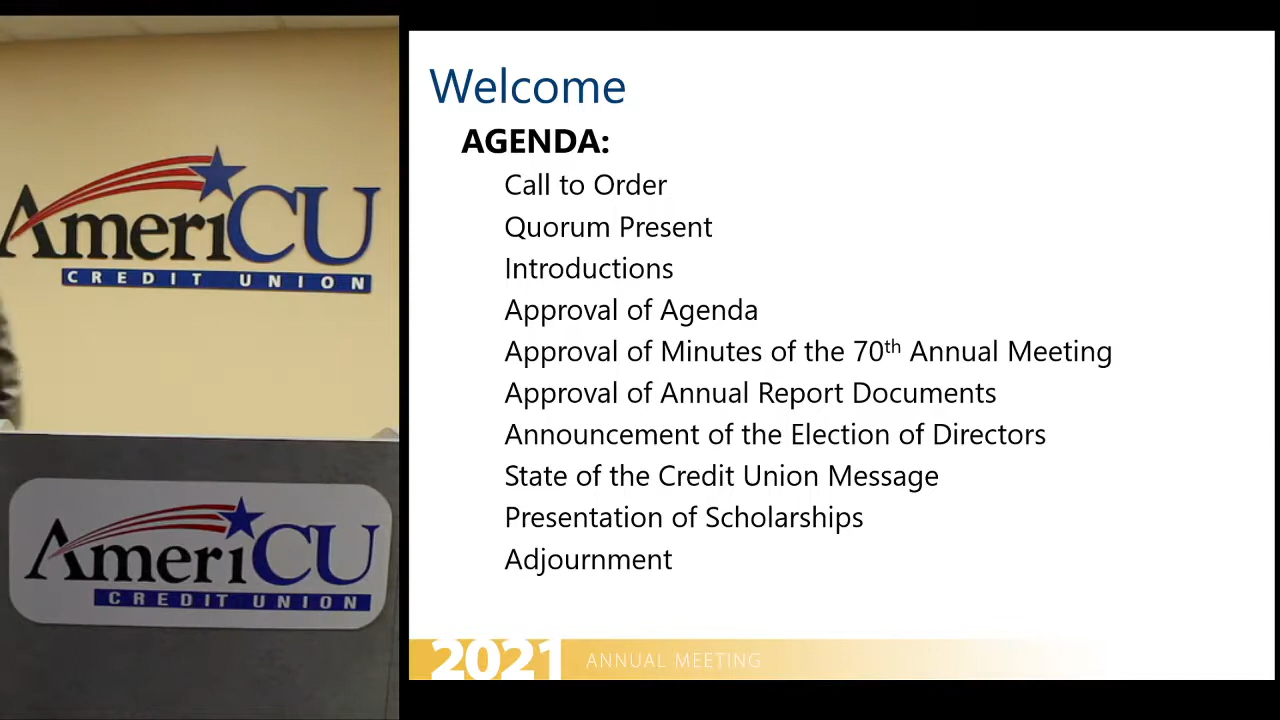 AmeriCU
CREDIT UNION
AmeriCU
CREDIT UNION
Welcome
AGENDA:
Call to Order
Quorum Present
Introductions
Approval of Agenda
Approval of Minutes of the 70th Annual Meeting
Approval of Annual Report Documents
Announcement of the Election of Directors
State of the Credit Union Message
Presentation of Scholarships
Adjournment
2021 ANNUAL MEETING